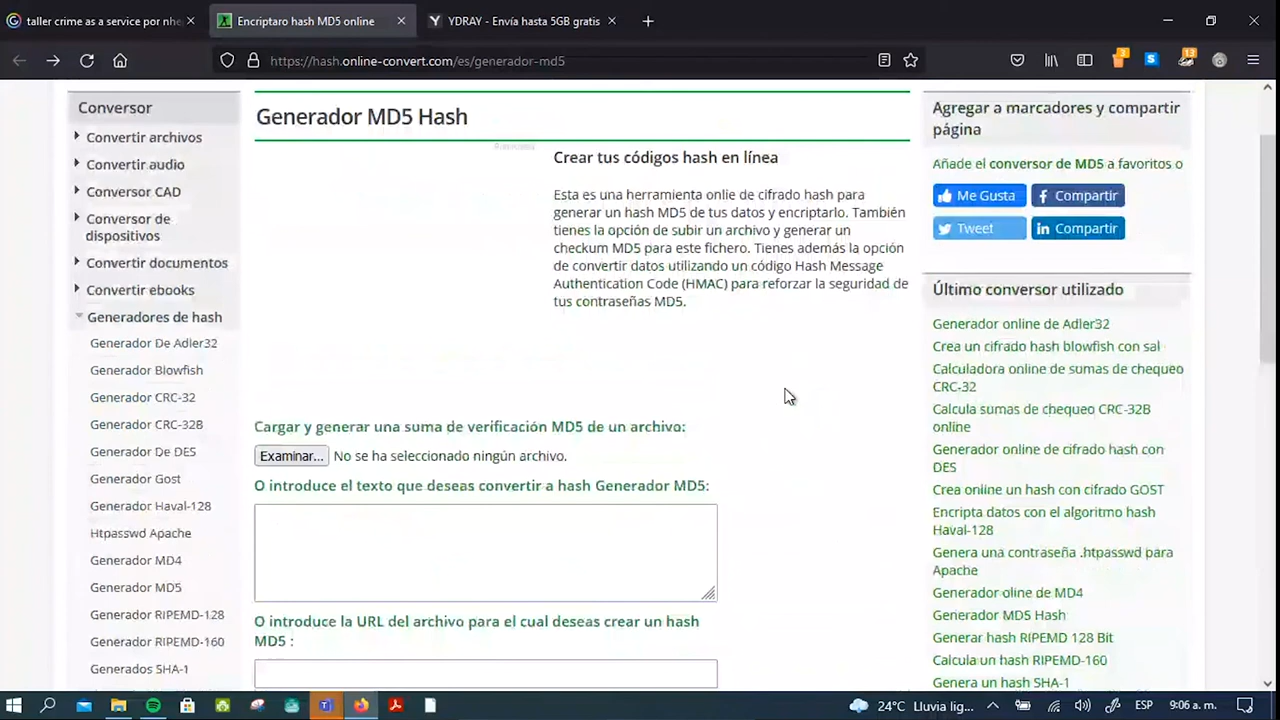 taller crime as a service por nhe
Encriptaro hash MD5 online
YDRAY - Envía hasta 5GB gratis
https://hash.online-convert.com/es/generador-md5
3
13
Conversor
Convertir archivos
Convertir audio
Conversor CAD
Conversor de
dispositivos
Convertir documentos
Convertir ebooks
Generadores de hash
Generador De Adler32
Generador Blowfish
Generador CRC-32
Generador CRC-32B
Generador De DES
Generador Gost
Generador Haval-128
Htpasswd Apache
Generador MD4
Generador MD5
Generador RIPEMD-128
Generador RIPEMD-160
Generados SHA-1
Generador MD5 Hash
Crear tus códigos hash en línea
Esta es una herramienta onlie de cifrado hash para
generar un hash MD5 de tus datos y encriptarlo. También
tienes la opción de subir un archivo y generar un
checkum MD5 para este fichero. Tienes además la opción
de convertir datos utilizando un código Hash Message
Authentication Code (HMAC) para reforzar la seguridad de
tus contraseñas MD5.
Cargar y generar una suma de verificación MD5 de un archivo:
Examinar... No se ha seleccionado ningún archivo.
O introduce el texto que deseas convertir a hash Generador MD5:
O introduce la URL del archivo para el cual deseas crear un hash
MD5 :
Agregar a marcadores y compartir
página
Añade el conversor de MD5 a favoritos o
Me Gusta
Compartir
Tweet
Compartir
Último conversor utilizado
Generador online de Adler32
Crea un cifrado hash blowfish con sal
Calculadora online de sumas de chequeo
CRC-32
Calcula sumas de chequeo CRC-32B
online
Generador online de cifrado hash con
DES
Crea online un hash con cifrado GOST
Encripta datos con el algoritmo hash
Haval-128
Genera una contraseña .htpasswd para
Apache
Generador oline de MD4
Generador MD5 Hash
Generar hash RIPEMD 128 Bit
Calcula un hash RIPEMD-160
Genera un hash SHA-1
24°C Lluvia lig...
ESP
9:06 a. m.